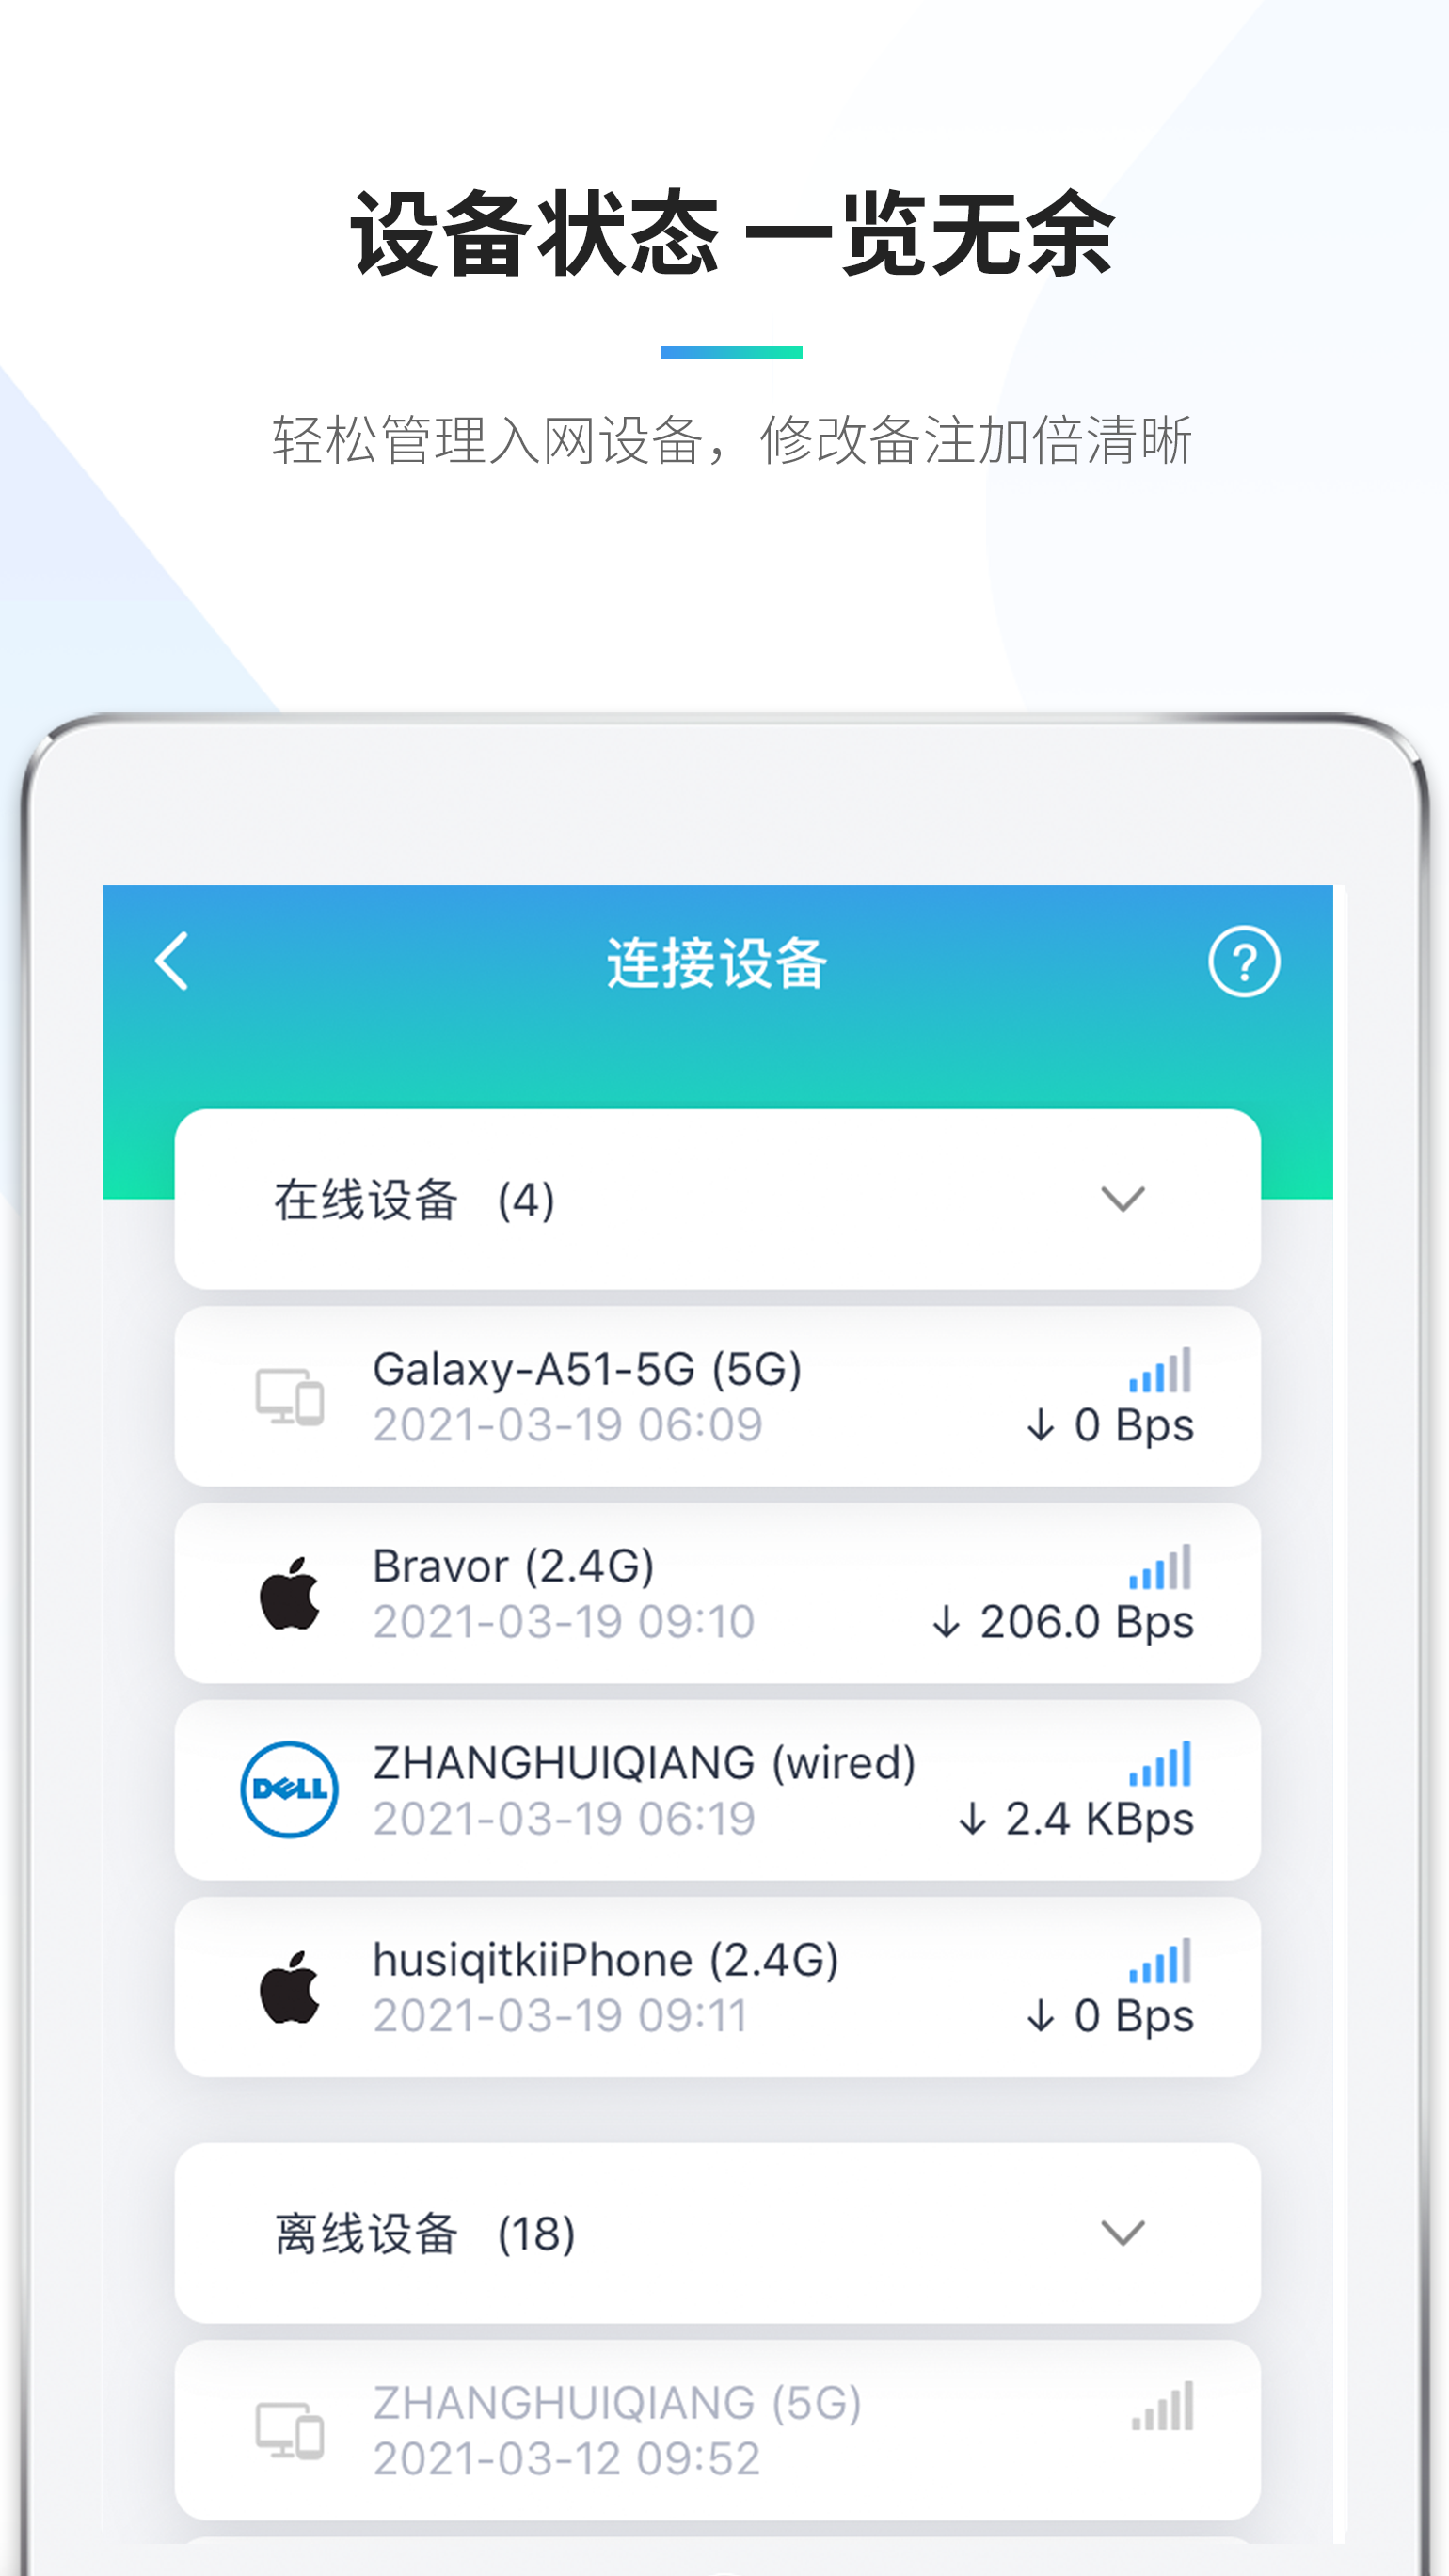 设备状态 一览无余
轻松管理入网设备，修改备注加倍清晰
连接设备
?
在线设备 (4)
Galaxy-A51-5G (5G)
2021-03-19 06:09
↓ 0 Bps
Bravor (2.4G)
2021-03-19 09:10
↓ 206.0 Bps
DELL
ZHANGHUIQIANG (wired)
2021-03-19 06:19
↓ 2.4 KBps
husiqitkiiPhone (2.4G)
2021-03-19 09:11
↓ 0 Bps
离线设备 (18)
ZHANGHUIQIANG (5G)
2021-03-12 09:52